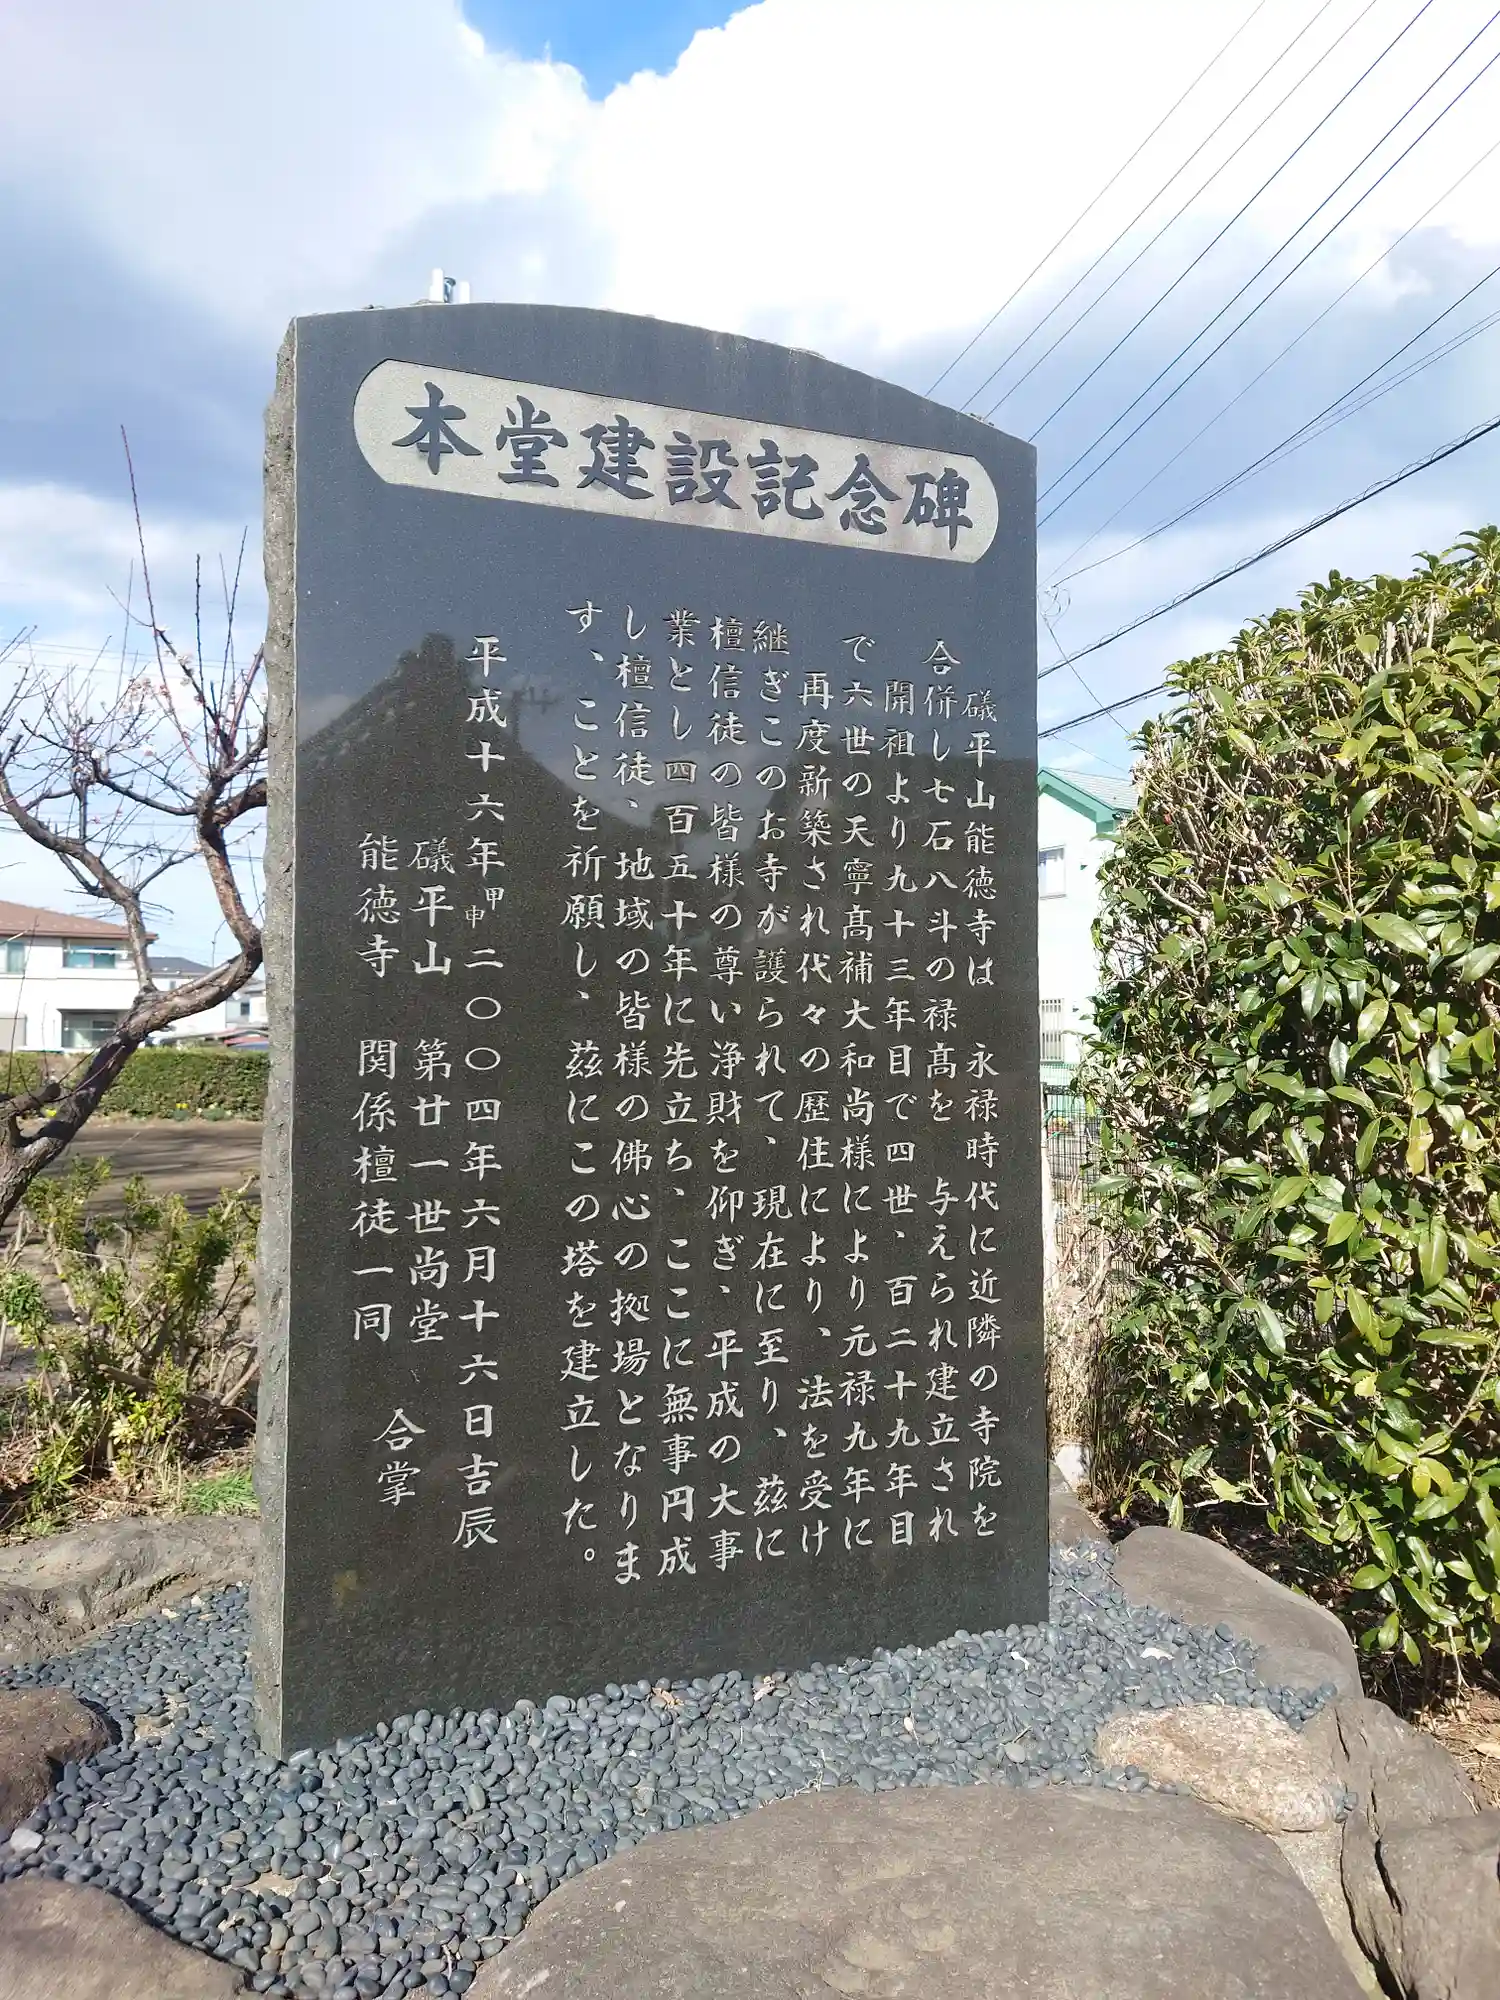 本堂建設記念碑
礒平山能徳寺は 永禄時代に近隣の寺院を
合併し七石八斗の禄高を 与えられ建立され
開祖より九十三年目で四世、百二十九年目
で六世の天寧高補大和尚様により元禄九年に
再度新築され代々の歴住により、法を受け
継ぎこのお寺が護られて、現在に至り、茲に
檀信徒の皆様の尊い浄財を仰ぎ、平成の大事
業とし四百五十年に先立ち、ここに無事円成
し檀信徒、地域の皆様の佛心の拠場となりま
す、ことを祈願し、茲にこの塔を建立した。
平成十六年甲申二〇〇四年六月十六日吉辰
礒平山 第廿一世尚堂
能徳寺 関係檀徒一同
合掌